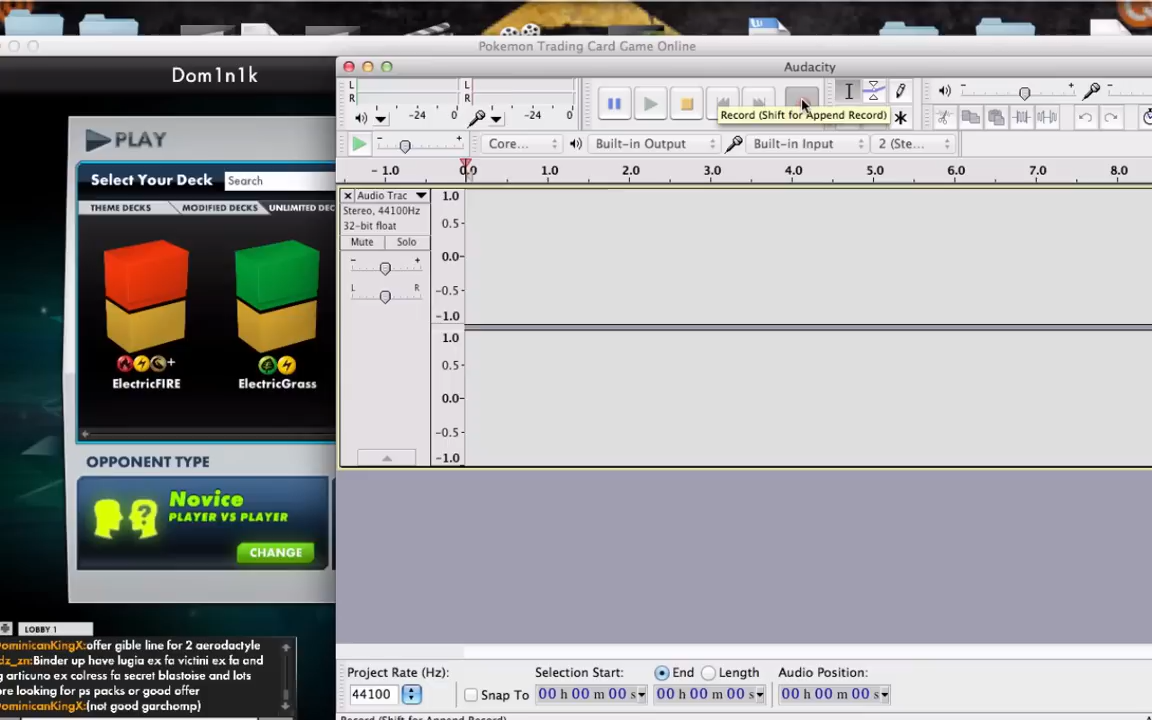 Pokemon Trading Card Game Online
Dom1n1k
Audacity
PLAY
Select Your Deck
Search
THEME DECKS
MODIFIED DECKS
UNLIMITED DEC
ElectricFIRE
ElectricGrass
OPPONENT TYPE
Novice
PLAYER VS PLAYER
CHANGE
LOBBY 1
ominicanKingX:offer gible line for 2 aerodactyle
dz_zn:Binder up have lugia ex fa victini ex fa and
g articuno ex colress fa secret blastoise and lots
ore looking for ps packs or good offer
ominicanKingX:(not good garchomp)
L
R
-24 0
L
R
-24 0
Record (Shift for Append Record)
Core...
Built-in Output
Built-in Input
2 (Ste...
- 1.0 0.0 1.0 2.0 3.0 4.0 5.0 6.0 7.0 8.0
Audio Trac
Stereo, 44100Hz
32-bit float
Mute Solo
- +
L R
1.0
0.5-
0.0-
-0.5-
-1.0
1.0
0.5-
0.0-
-0.5-
-1.0
Project Rate (Hz):
44100
Snap To
Selection Start:
00 h 00 m 00 s
End
Length
00 h 00 m 00 s
Audio Position:
00 h 00 m 00 s